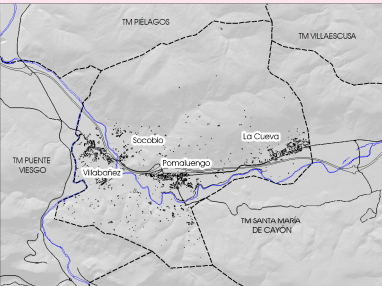 TM PIÉLAGOS
TM VILLAESCUSA
Socobio
La Cueva
Pomaluengo
TM PUENTE
VIESGO
Villabañez
TM SANTA MARÍA
DE CAYÓN